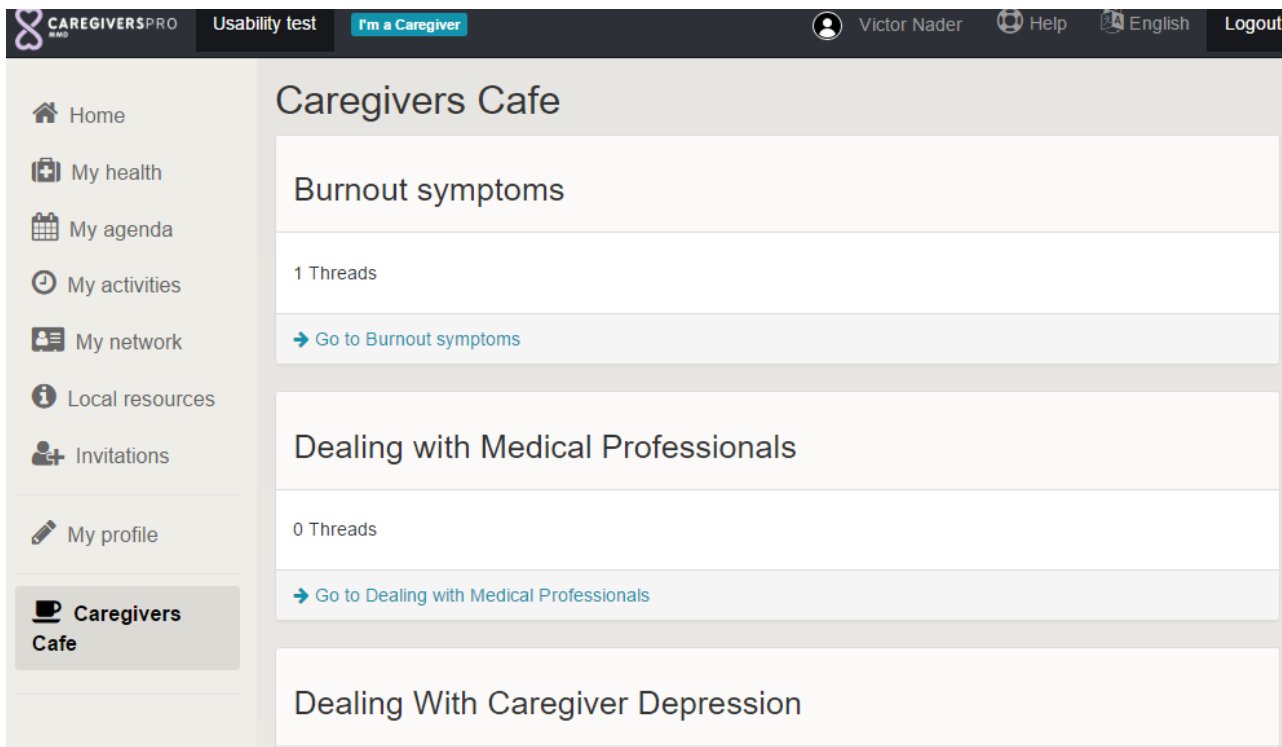 CAREGIVERSPRO
MMD
Usability test
I'm a Caregiver
Victor Nader
Help
English
Logout
Home
My health
My agenda
My activities
My network
Local resources
Invitations
My profile
Caregivers
Cafe
Caregivers Cafe
Burnout symptoms
1 Threads
Go to Burnout symptoms
Dealing with Medical Professionals
0 Threads
Go to Dealing with Medical Professionals
Dealing With Caregiver Depression